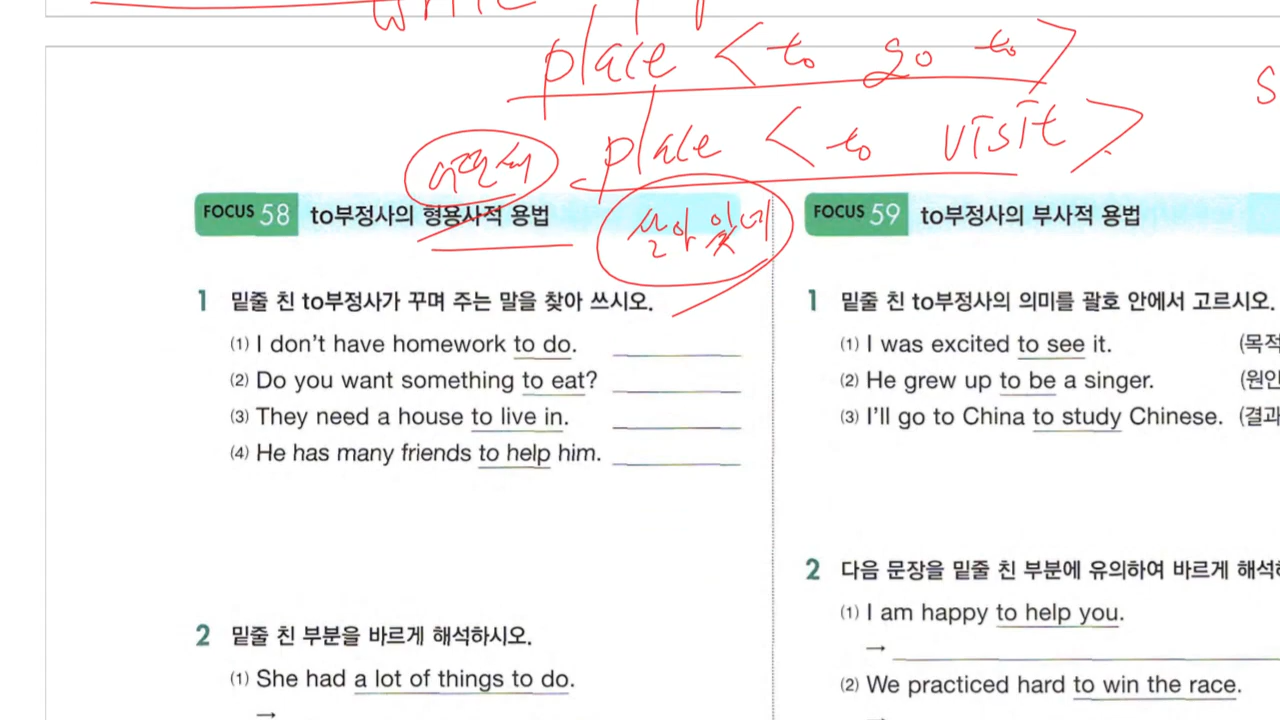 write
place < to go to >
place < to visit >
FOCUS 58 to부정사의 형용사적 용법
1 밑줄 친 to부정사가 꾸며 주는 말을 찾아 쓰시오.
(1) I don't have homework to do.
(2) Do you want something to eat?
(3) They need a house to live in.
(4) He has many friends to help him.
2 밑줄 친 부분을 바르게 해석하시오.
(1) She had a lot of things to do.
→
FOCUS 59 to부정사의 부사적 용법
1 밑줄 친 to부정사의 의미를 괄호 안에서 고르시오.
(1) I was excited to see it. (목적
(2) He grew up to be a singer. (원인
(3) I'll go to China to study Chinese. (결과
2 다음 문장을 밑줄 친 부분에 유의하여 바르게 해석
(1) I am happy to help you.
→
(2) We practiced hard to win the race.
→